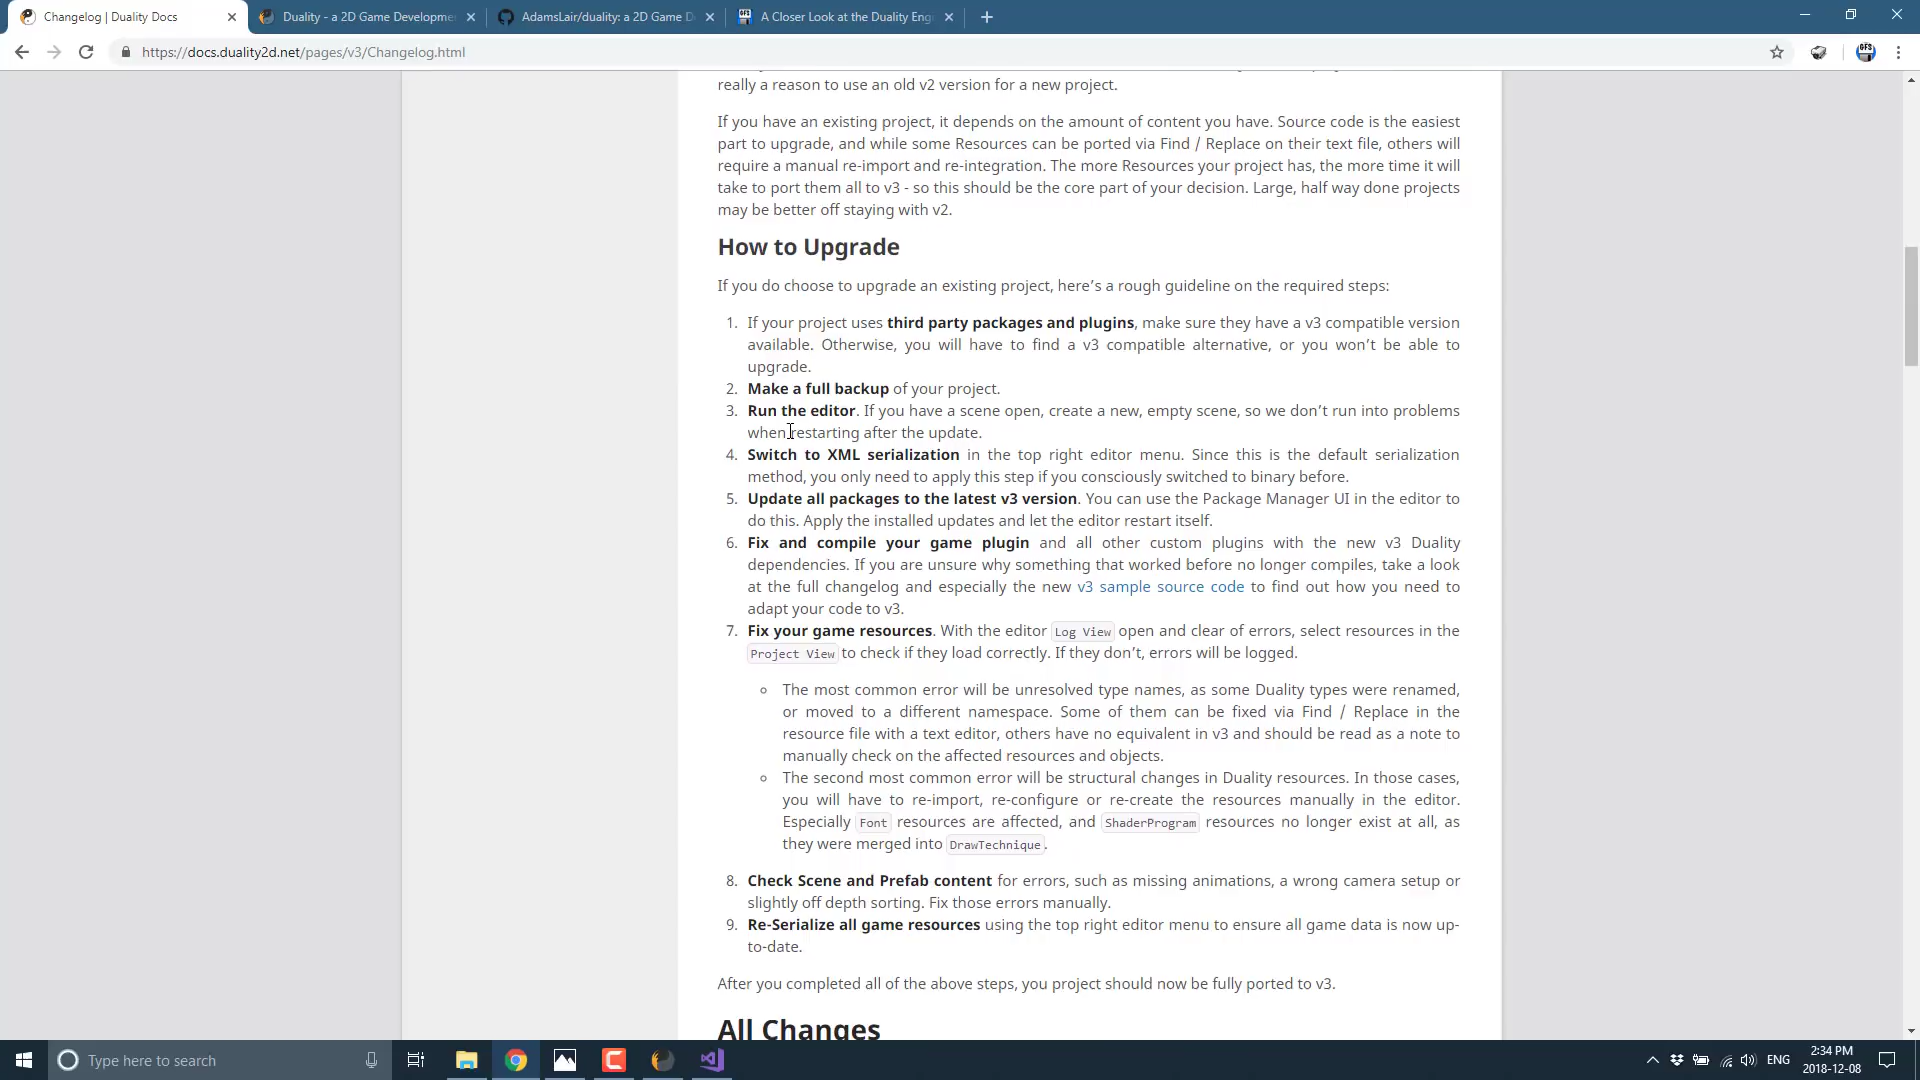 Changelog | Duality Docs
Duality - a 2D Game Developme
AdamsLair/duality: a 2D Game D
A Closer Look at the Duality Eng
https://docs.duality2d.net/pages/v3/Changelog.html
really a reason to use an old v2 version for a new project.
If you have an existing project, it depends on the amount of content you have. Source code is the easiest
part to upgrade, and while some Resources can be ported via Find / Replace on their text file, others will
require a manual re-import and re-integration. The more Resources your project has, the more time it will
take to port them all to v3 - so this should be the core part of your decision. Large, half way done projects
may be better off staying with v2.
How to Upgrade
If you do choose to upgrade an existing project, here's a rough guideline on the required steps:
1. If your project uses third party packages and plugins, make sure they have a v3 compatible version
available. Otherwise, you will have to find a v3 compatible alternative, or you won't be able to
upgrade.
2. Make a full backup of your project.
3. Run the editor. If you have a scene open, create a new, empty scene, so we don't run into problems
when restarting after the update.
4. Switch to XML serialization in the top right editor menu. Since this is the default serialization
method, you only need to apply this step if you consciously switched to binary before.
5. Update all packages to the latest v3 version. You can use the Package Manager UI in the editor to
do this. Apply the installed updates and let the editor restart itself.
6. Fix and compile your game plugin and all other custom plugins with the new v3 Duality
dependencies. If you are unsure why something that worked before no longer compiles, take a look
at the full changelog and especially the new v3 sample source code to find out how you need to
adapt your code to v3.
7. Fix your game resources. With the editor Log View open and clear of errors, select resources in the
Project View to check if they load correctly. If they don't, errors will be logged.
The most common error will be unresolved type names, as some Duality types were renamed,
or moved to a different namespace. Some of them can be fixed via Find / Replace in the
resource file with a text editor, others have no equivalent in v3 and should be read as a note to
manually check on the affected resources and objects.
The second most common error will be structural changes in Duality resources. In those cases,
you will have to re-import, re-configure or re-create the resources manually in the editor.
Especially Font resources are affected, and ShaderProgram resources no longer exist at all, as
they were merged into DrawTechnique.
8. Check Scene and Prefab content for errors, such as missing animations, a wrong camera setup or
slightly off depth sorting. Fix those errors manually.
9. Re-Serialize all game resources using the top right editor menu to ensure all game data is now up-
to-date.
After you completed all of the above steps, you project should now be fully ported to v3.
All Changes
Type here to search
ENG
2:34 PM
2018-12-08